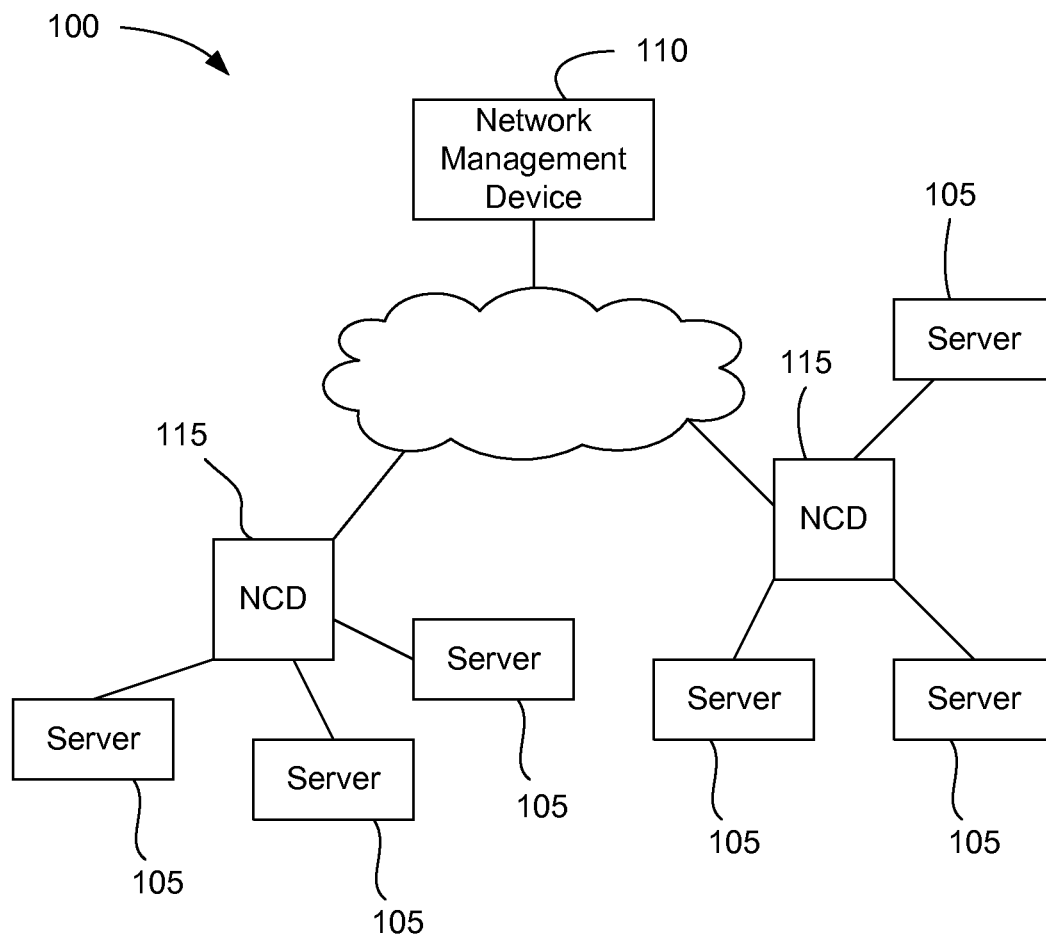 100
110
Network
Management
Device
105
Server
115
115
NCD
NCD
Server
Server
Server
Server
Server
105
105
105
105
105